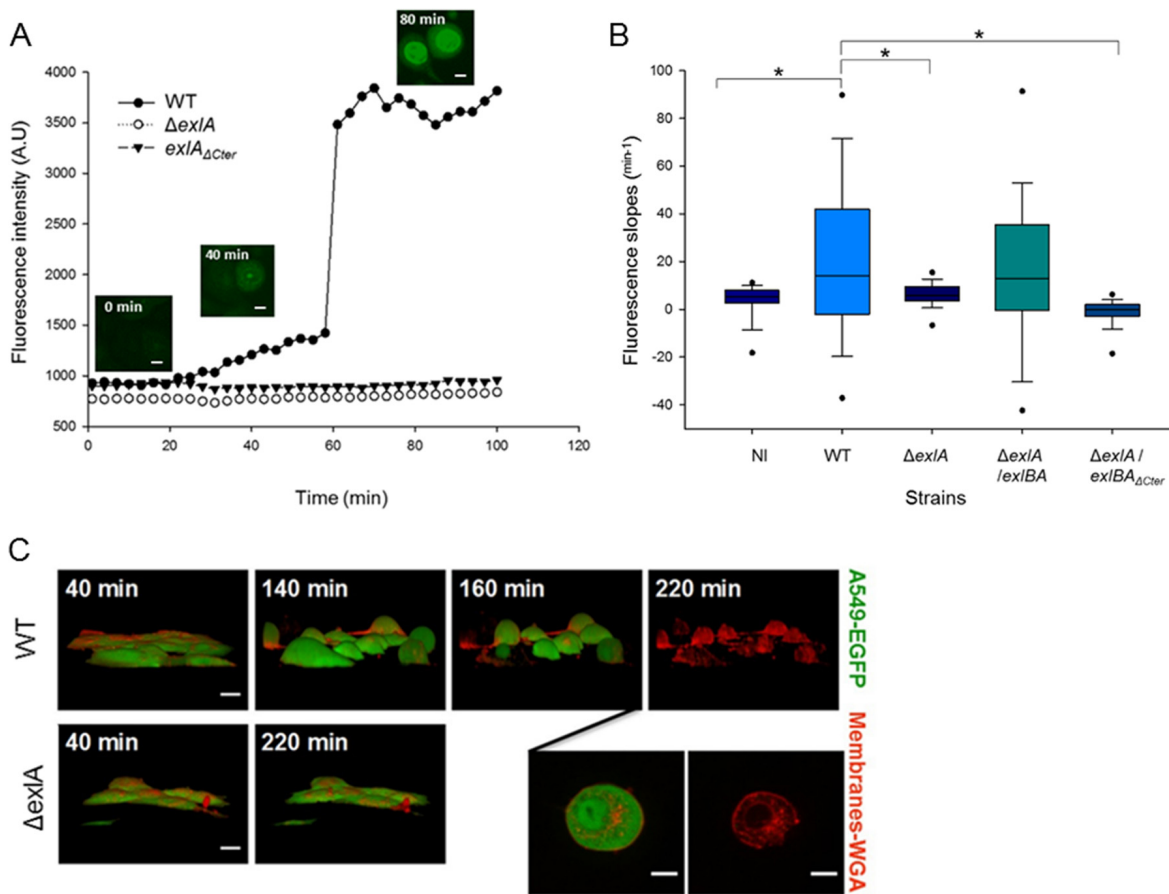 A
80 min
WT
ΔexlA
exlAΔCter
4000
3500
3000
2500
2000
1500
1000
500
40 min
0 min
0
20
40
60
80
100
120
Fluorescence intensity (A.U)
Time (min)
B
*
*
*
100
80
60
40
20
0
-20
-40
Fluorescence slopes (min-1)
NI
WT
ΔexlA
ΔexlA
/exlBA
ΔexlA /
exlBAΔCter
Strains
C
WT
40 min
140 min
160 min
220 min
A549-EGFP
ΔexlA
40 min
220 min
Membranes-WGA